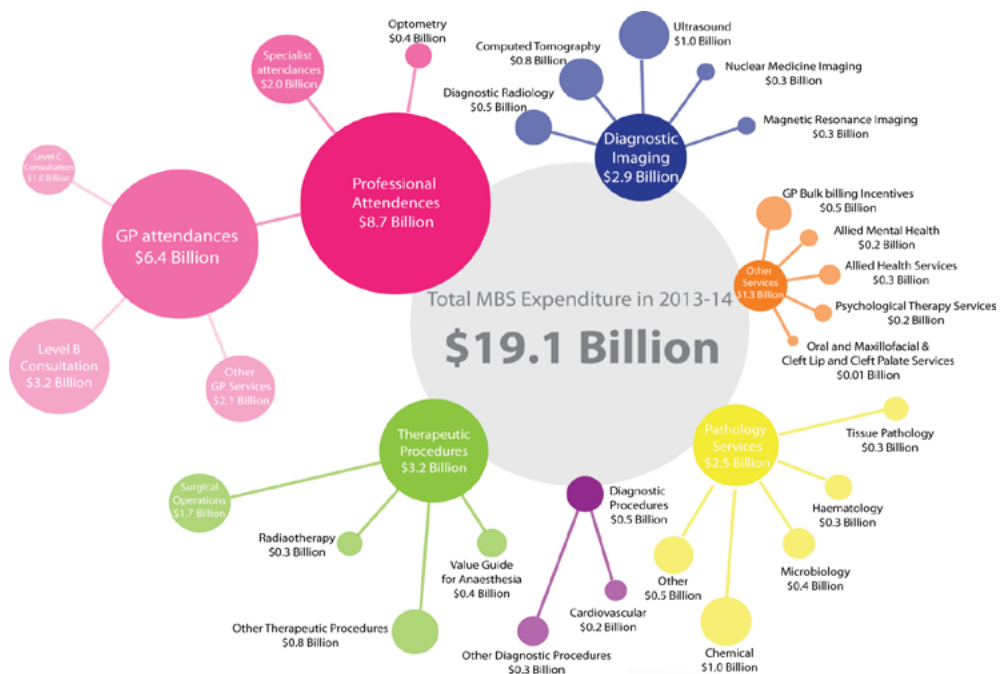 Optometry
$0.4 Billion
Specialist
attendances
$2.0 Billion
Level C
Consultation
$1.0 Billion
GP attendances
$6.4 Billion
Professional
Attendences
$8.7 Billion
Level B
Consultation
$3.2 Billion
Other
GP Services
$2.1 Billion
Ultrasound
$1.0 Billion
Computed Tomography
$0.8 Billion
Nuclear Medicine Imaging
$0.3 Billion
Diagnostic Radiology
$0.5 Billion
Magnetic Resonance Imaging
$0.3 Billion
Diagnostic
Imaging
$2.9 Billion
GP Bulk billing Incentives
$0.5 Billion
Allied Mental Health
$0.2 Billion
Other
Services
$1.3 Billion
Allied Health Services
$0.3 Billion
Psychological Therapy Services
$0.2 Billion
Oral and Maxillofacial &
Cleft Lip and Cleft Palate Services
$0.01 Billion
Total MBS Expenditure in 2013-14
$19.1 Billion
Therapeutic
Procedures
$3.2 Billion
Surgical
Operations
$1.7 Billion
Radiaotherapy
$0.3 Billion
Value Guide
for Anaesthesia
$0.4 Billion
Other Therapeutic Procedures
$0.8 Billion
Diagnostic
Procedures
$0.5 Billion
Cardiovascular
$0.2 Billion
Other Diagnostic Procedures
$0.3 Billion
Pathology
Services
$2.5 Billion
Tissue Pathology
$0.3 Billion
Haematology
$0.3 Billion
Microbiology
$0.4 Billion
Other
$0.5 Billion
Chemical
$1.0 Billion